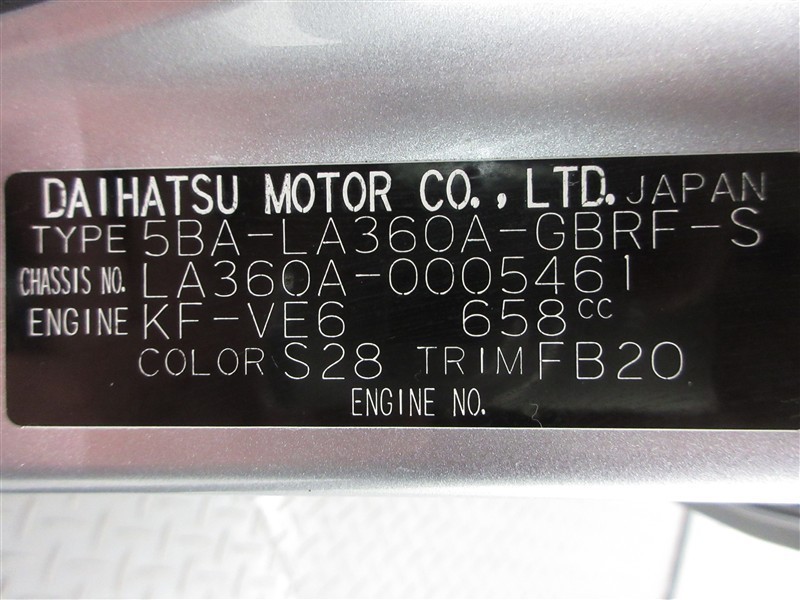 DAIHATSU MOTOR CO., LTD. JAPAN
TYPE 5BA-LA360A-GBRF-S
CHASSIS NO. LA360A-0005461
ENGINE KF-VE6 658cc
COLOR S28 TRIM FB20
ENGINE NO.